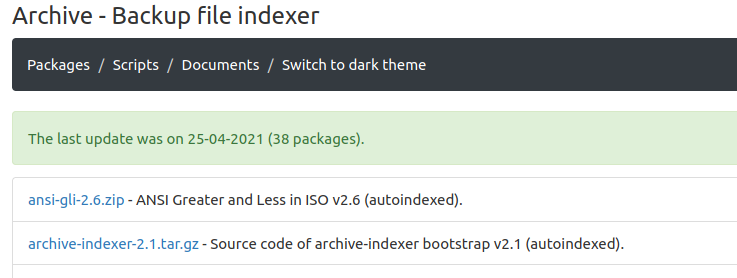 Archive - Backup file indexer
Packages / Scripts / Documents / Switch to dark theme
The last update was on 25-04-2021 (38 packages).
ansi-gli-2.6.zip - ANSI Greater and Less in ISO v2.6 (autoindexed).
archive-indexer-2.1.tar.gz - Source code of archive-indexer bootstrap v2.1 (autoindexed).